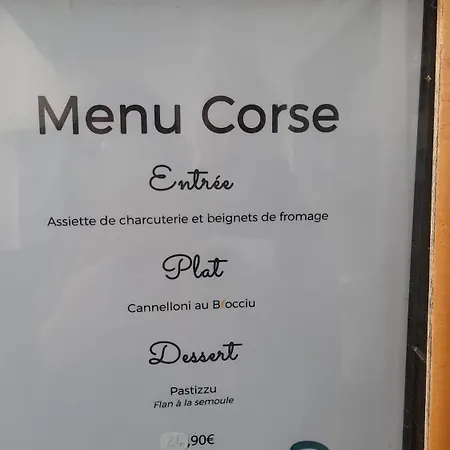 Menu Corse
Entrée
Assiette de charcuterie et beignets de fromage
Plat
Cannelloni au Brocciu
Dessert
Pastizzu
Flan à la semoule
,90€